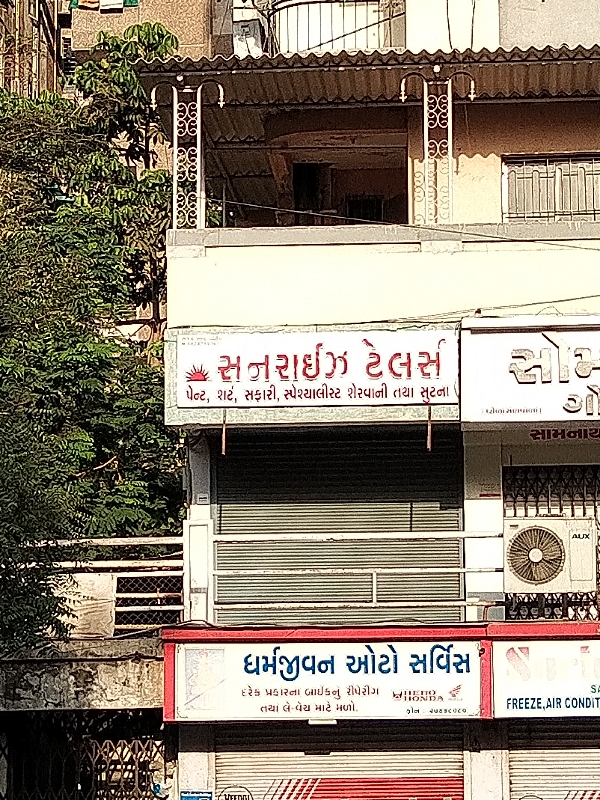 સનરાઈઝ ટેલર્સ
પેન્ટ, શર્ટ, સફારી, સ્પેશ્યાલીસ્ટ શેરવાની તથા સુટના
સોમ
ગો
સામનાથ
AUX
ધર્મજીવન ઓટો સર્વિસ
દરેક પ્રકારના બાઈકનું રીપેરીંગ
તથા લે-વેચ માટે મળો.
HERO HONDA
FREEZE, AIR CONDIT